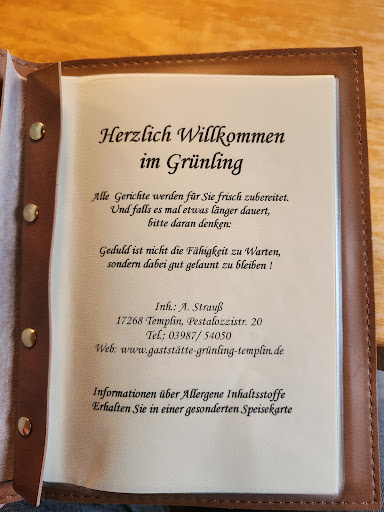 Herzlich Willkommen
im Grünling
Alle Gerichte werden für Sie frisch zubereitet.
Und falls es mal etwas länger dauert,
bitte daran denken:
Geduld ist nicht die Fähigkeit zu Warten,
sondern dabei gut gelaunt zu bleiben !
Inh.: A. Strauß
17268 Templin, Pestalozzistr. 20
Tel.; 03987/ 54050
Web: www.gaststätte-grünling-templin.de
Informationen über Allergene Inhaltsstoffe
Erhalten Sie in einer gesonderten Speisekarte